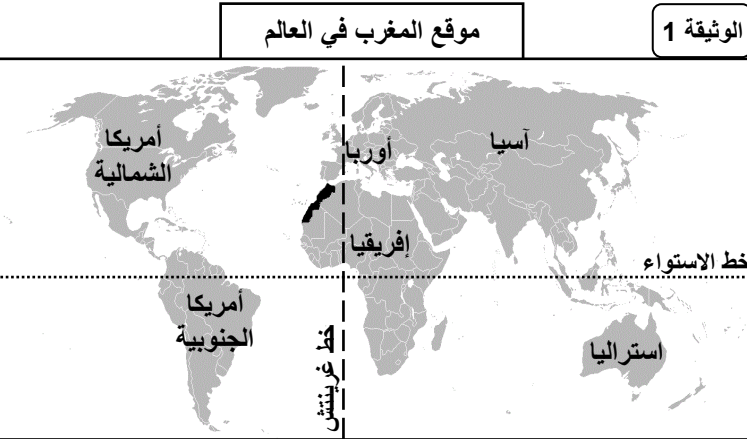 الوثيقة 1
موقع المغرب في العالم
أمريكا
الشمالية
أوربا
آسيا
إفريقيا
خط الاستواء
أمريكا
الجنوبية
خط غرينتش
استراليا